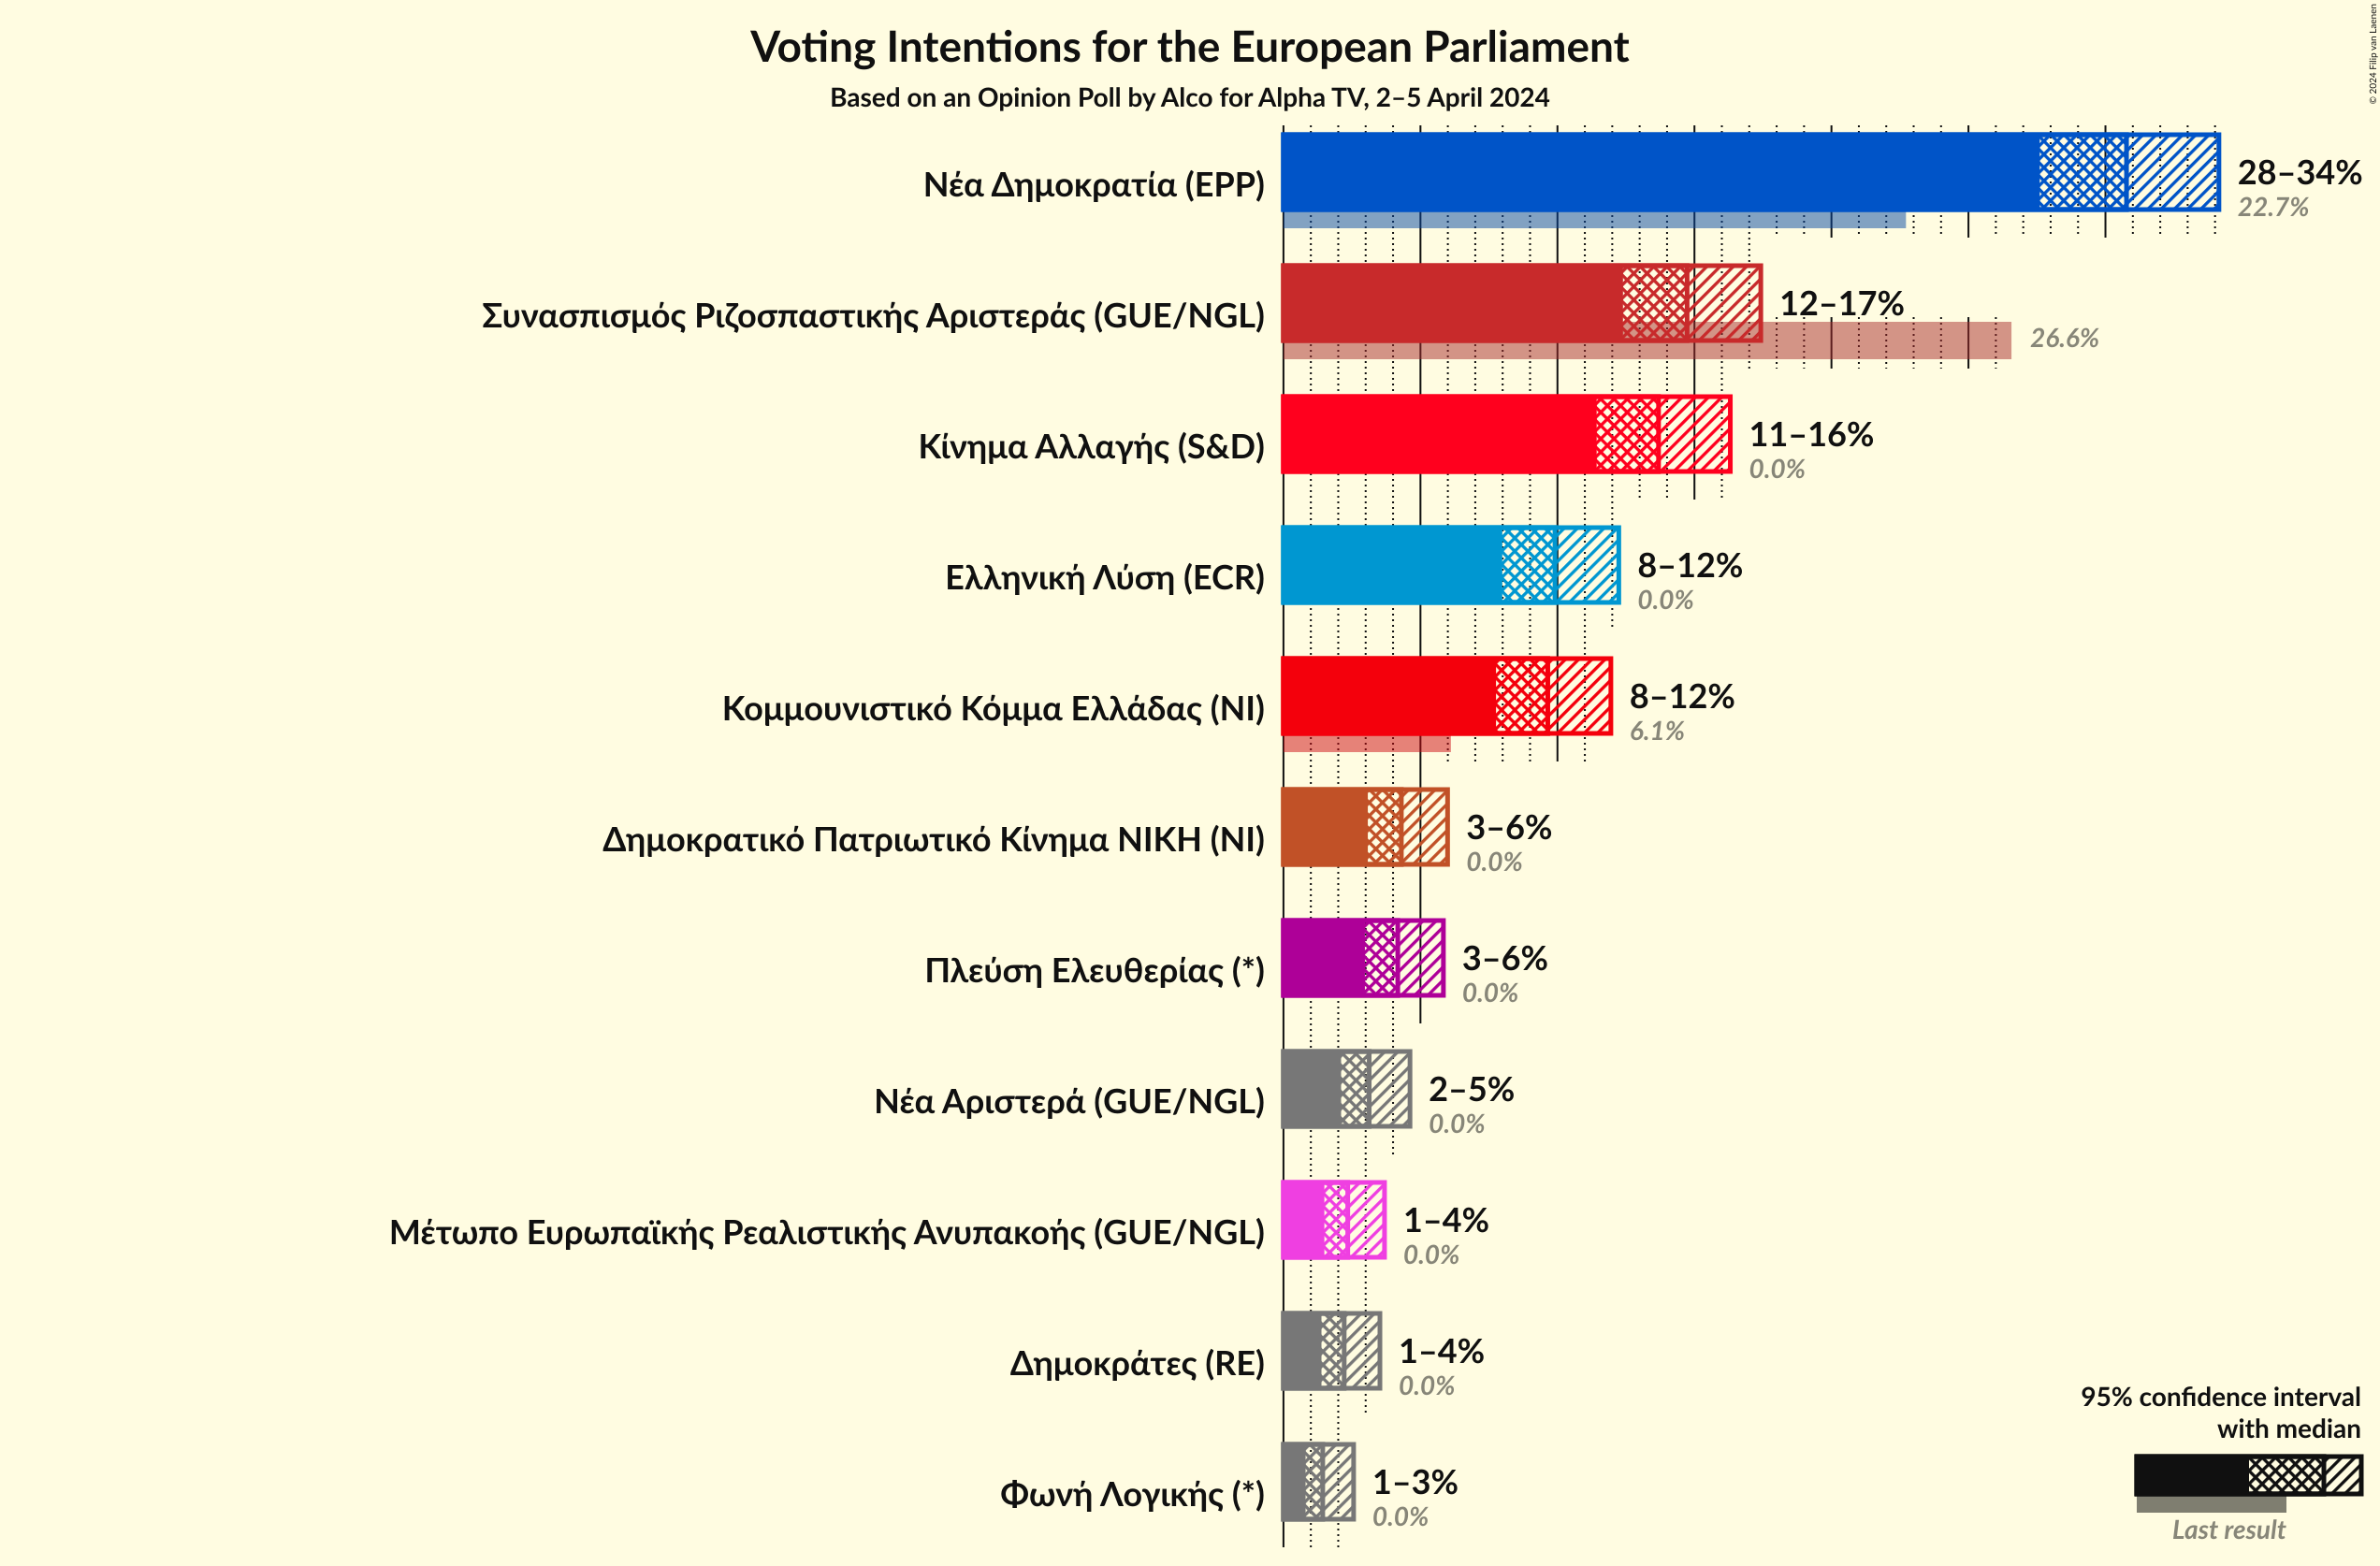 Voting Intentions for the European Parliament
Based on an Opinion Poll by Alco for Alpha TV, 2–5 April 2024
© 2024 Filip van Laenen
Νέα Δημοκρατία (EPP)
28–34%
22.7%
Συνασπισμός Ριζοσπαστικής Αριστεράς (GUE/NGL)
12–17%
26.6%
Κίνημα Αλλαγής (S&D)
11–16%
0.0%
Ελληνική Λύση (ECR)
8–12%
0.0%
Κομμουνιστικό Κόμμα Ελλάδας (NI)
8–12%
6.1%
Δημοκρατικό Πατριωτικό Κίνημα ΝΙΚΗ (NI)
3–6%
0.0%
Πλεύση Ελευθερίας (*)
3–6%
0.0%
Νέα Αριστερά (GUE/NGL)
2–5%
0.0%
Μέτωπο Ευρωπαϊκής Ρεαλιστικής Ανυπακοής (GUE/NGL)
1–4%
0.0%
Δημοκράτες (RE)
1–4%
0.0%
Φωνή Λογικής (*)
1–3%
0.0%
95% confidence interval
with median
Last result